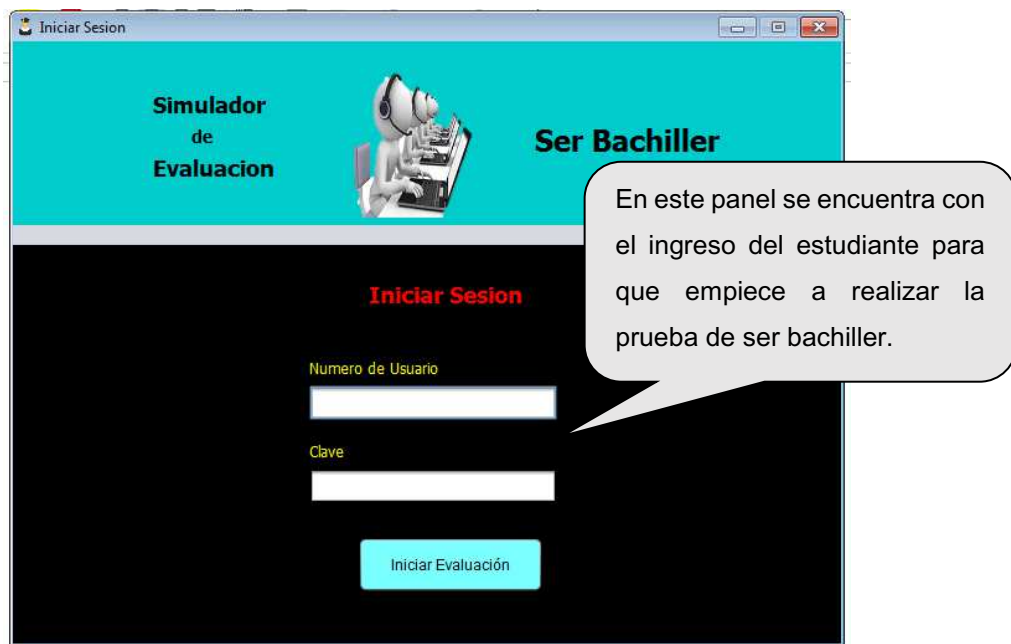 Iniciar Sesion
Simulador
de
Evaluacion
Ser Bachiller
En este panel se encuentra con
el ingreso del estudiante para
que empiece a realizar la
prueba de ser bachiller.
Iniciar Sesion
Numero de Usuario
Clave
Iniciar Evaluación